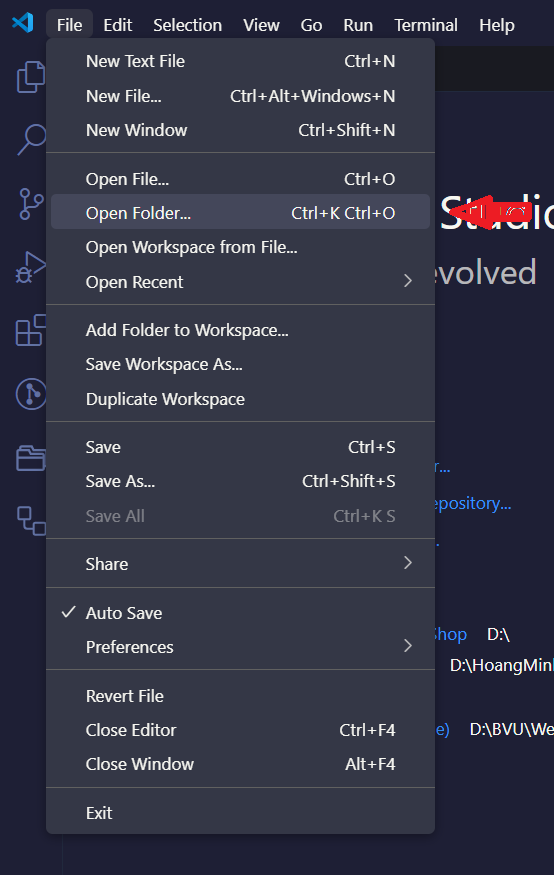 File Edit Selection View Go Run Terminal Help
New Text File Ctrl+N
New File... Ctrl+Alt+Windows+N
New Window Ctrl+Shift+N
Open File... Ctrl+O
Open Folder... Ctrl+K Ctrl+O
Studio
Open Workspace from File...
evolved
Open Recent
Add Folder to Workspace...
Save Workspace As...
Duplicate Workspace
Save Ctrl+S
r...
Save As... Ctrl+Shift+S
epository...
Save All Ctrl+K S
Share
Auto Save
Shop D:\
Preferences
D:\HoangMinh
Revert File
Close Editor Ctrl+F4
e) D:\BVU\We
Close Window Alt+F4
Exit